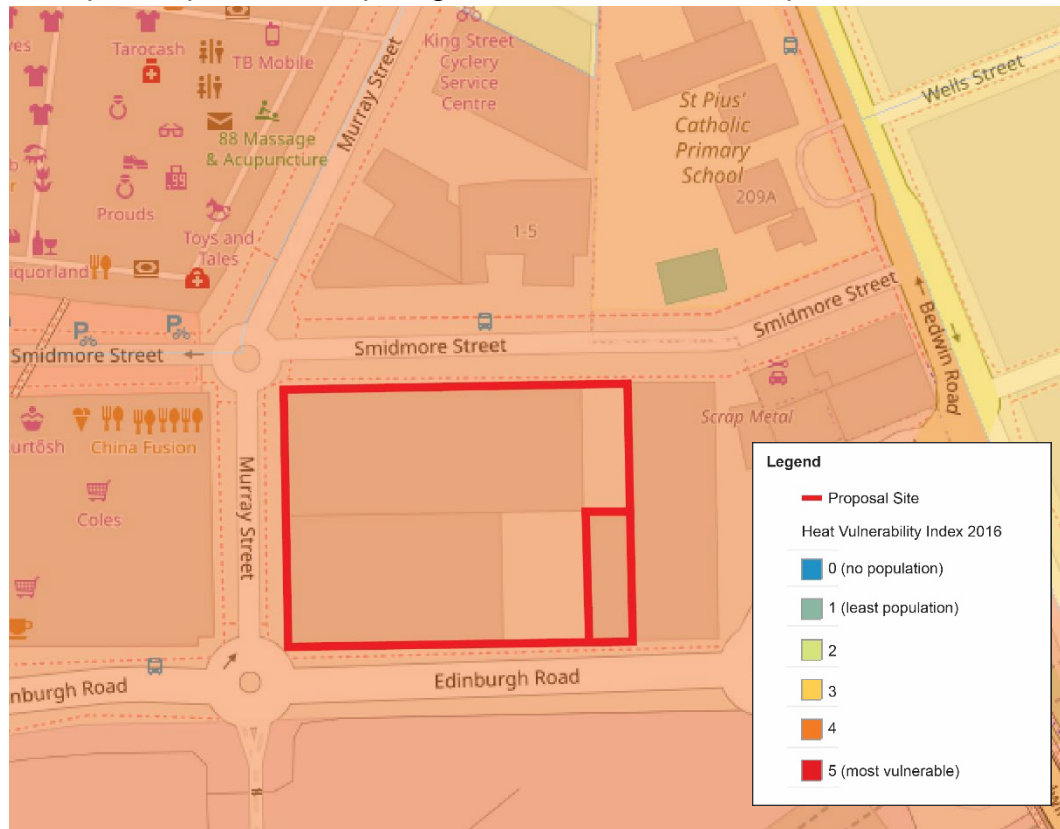 Tarocash
TB Mobile
Murray Street
King Street
Cyclery
Service
Centre
88 Massage
& Acupuncture
Prouds
Toys and
Tales
1-5
St Pius'
Catholic
Primary
School
209A
Wells Street
Smidmore Street
Smidmore Street
Smidmore Street
Bedwin Road
Scrap Metal
China Fusion
Coles
Murray Street
Edinburgh Road
Legend
Proposal Site
Heat Vulnerability Index 2016
0 (no population)
1 (least population)
2
3
4
5 (most vulnerable)